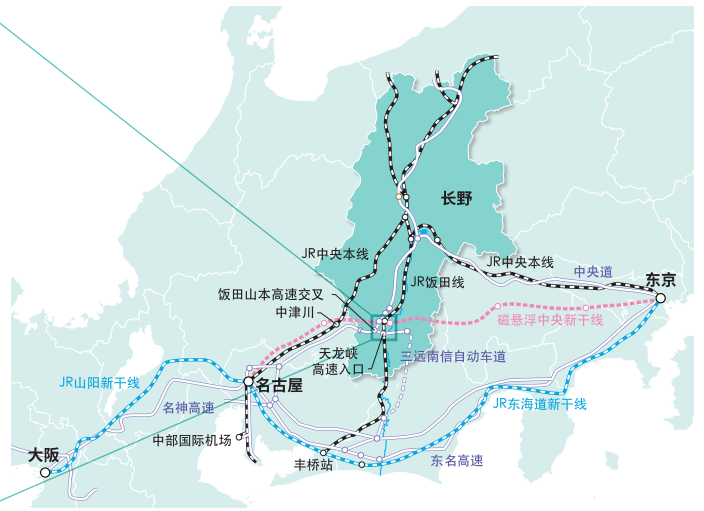 长野
JR中央本线
JR中央本线
中央道
东京
JR饭田线
饭田山本高速交叉
中津川
磁悬浮中央新干线
天龙峡
高速入口
三远南信自动车道
JR山阳新干线
名古屋
名神高速
JR东海道新干线
中部国际机场
大阪
丰桥站
东名高速